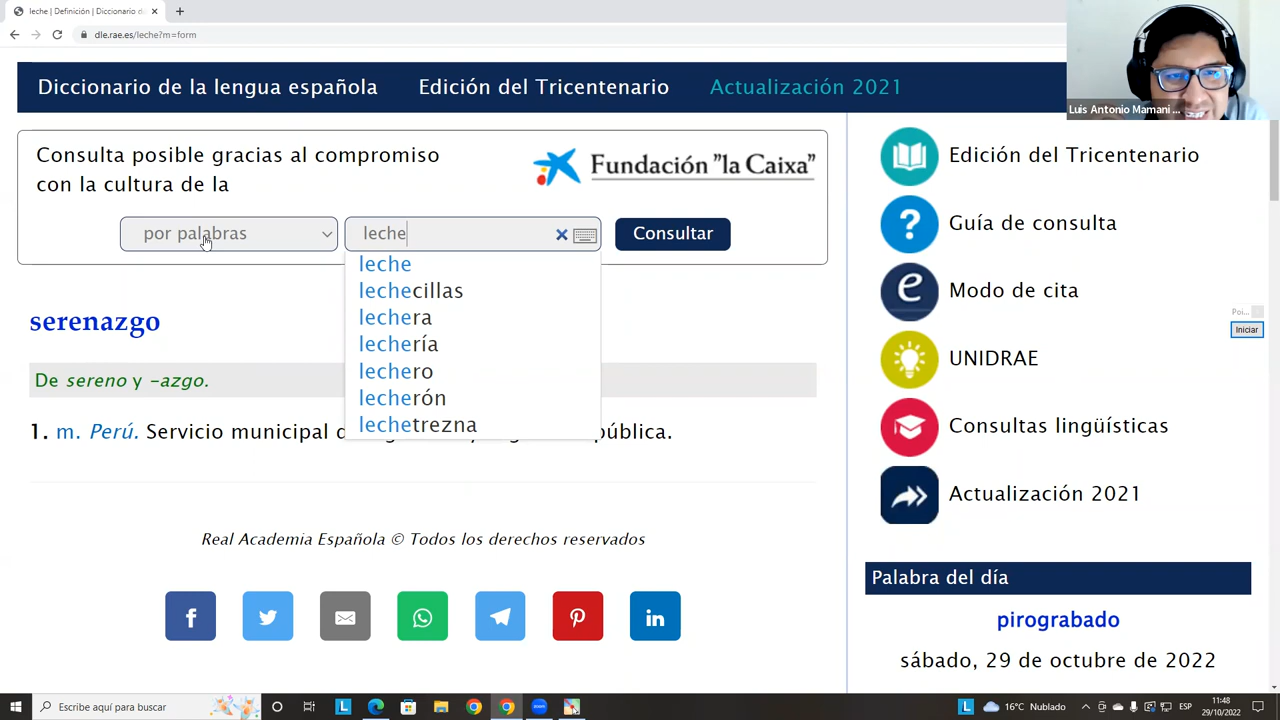 leche | Definición | Diccionario d
dle.rae.es/leche?m=form
Luis Antonio Mamani ...
Diccionario de la lengua española
Edición del Tricentenario
Actualización 2021
Consulta posible gracias al compromiso
con la cultura de la
Fundación "la Caixa"
por palabras
leche
Consultar
leche
lechecillas
lechera
lechería
lechero
lecherón
lechetrezna
serenazgo
De sereno y –azgo.
1. m. Perú. Servicio municipal d
pública.
Real Academia Española © Todos los derechos reservados
Edición del Tricentenario
Guía de consulta
Modo de cita
UNIDRAE
Consultas lingüísticas
Actualización 2021
Poi...
Iniciar
Palabra del día
pirograbado
sábado, 29 de octubre de 2022
Escribe aquí para buscar
16°C Nublado
ESP
11:48
29/10/2022